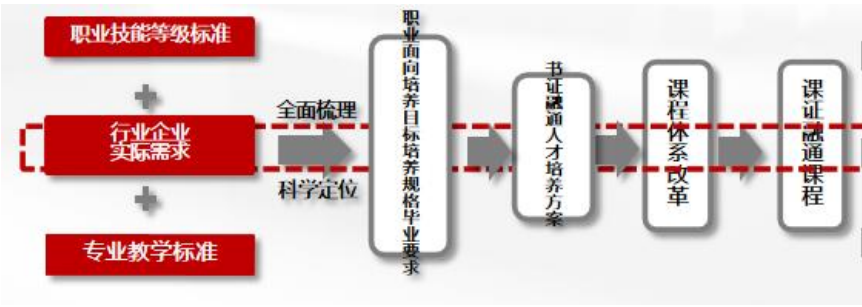 职业技能等级标准
+
行业企业
实际需求
+
专业教学标准
全面梳理
科学定位
职业面向培养目标培养规格毕业要求
书证融通人才培养方案
课程体系改革
课证融通课程